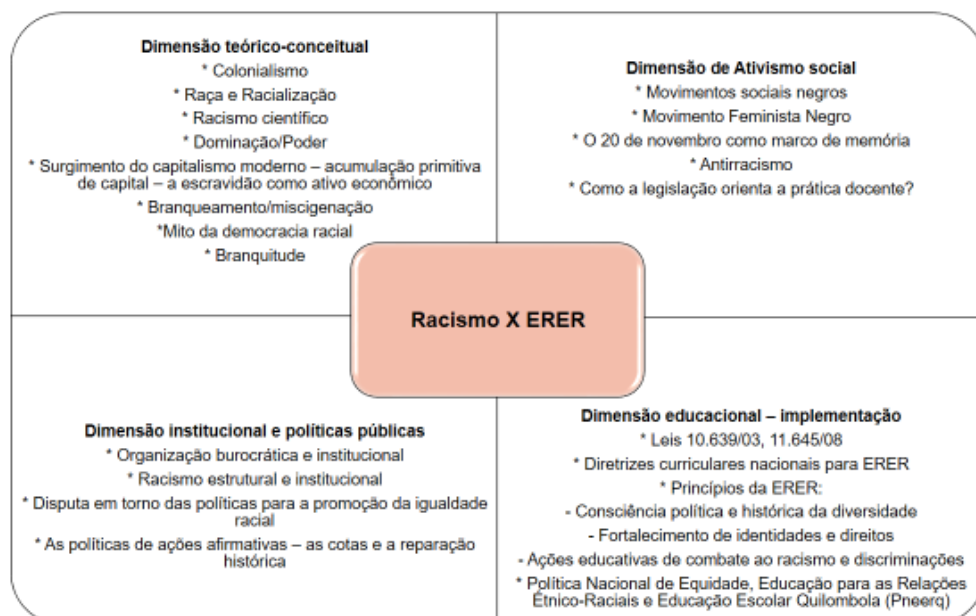 Dimensão teórico-conceitual
* Colonialismo
* Raça e Racialização
* Racismo científico
* Dominação/Poder
* Surgimento do capitalismo moderno – acumulação primitiva
de capital – a escravidão como ativo econômico
* Branqueamento/miscigenação
*Mito da democracia racial
* Branquitude
Dimensão de Ativismo social
* Movimentos sociais negros
* Movimento Feminista Negro
* O 20 de novembro como marco de memória
* Antirracismo
* Como a legislação orienta a prática docente?
Racismo X ERER
Dimensão institucional e políticas públicas
* Organização burocrática e institucional
* Racismo estrutural e institucional
* Disputa em torno das políticas para a promoção da igualdade
racial
* As políticas de ações afirmativas – as cotas e a reparação
histórica
Dimensão educacional – implementação
* Leis 10.639/03, 11.645/08
* Diretrizes curriculares nacionais para ERER
* Princípios da ERER:
- Consciência política e histórica da diversidade
- Fortalecimento de identidades e direitos
- Ações educativas de combate ao racismo e discriminações
* Política Nacional de Equidade, Educação para as Relações
Étnico-Raciais e Educação Escolar Quilombola (Pneerq)